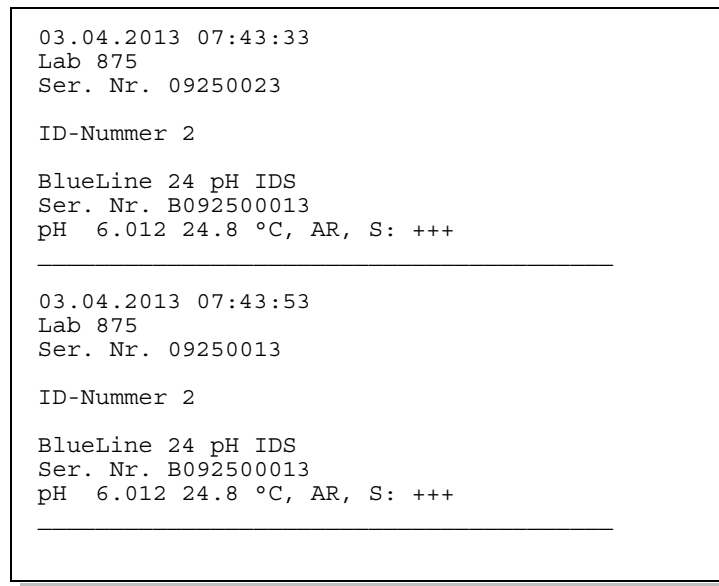 03.04.2013 07:43:33
Lab 875
Ser. Nr. 09250023
ID-Nummer 2
BlueLine 24 pH IDS
Ser. Nr. B092500013
pH  6.012 24.8 °C, AR, S: +++
________________________________________
03.04.2013 07:43:53
Lab 875
Ser. Nr. 09250013
ID-Nummer 2
BlueLine 24 pH IDS
Ser. Nr. B092500013
pH  6.012 24.8 °C, AR, S: +++
________________________________________